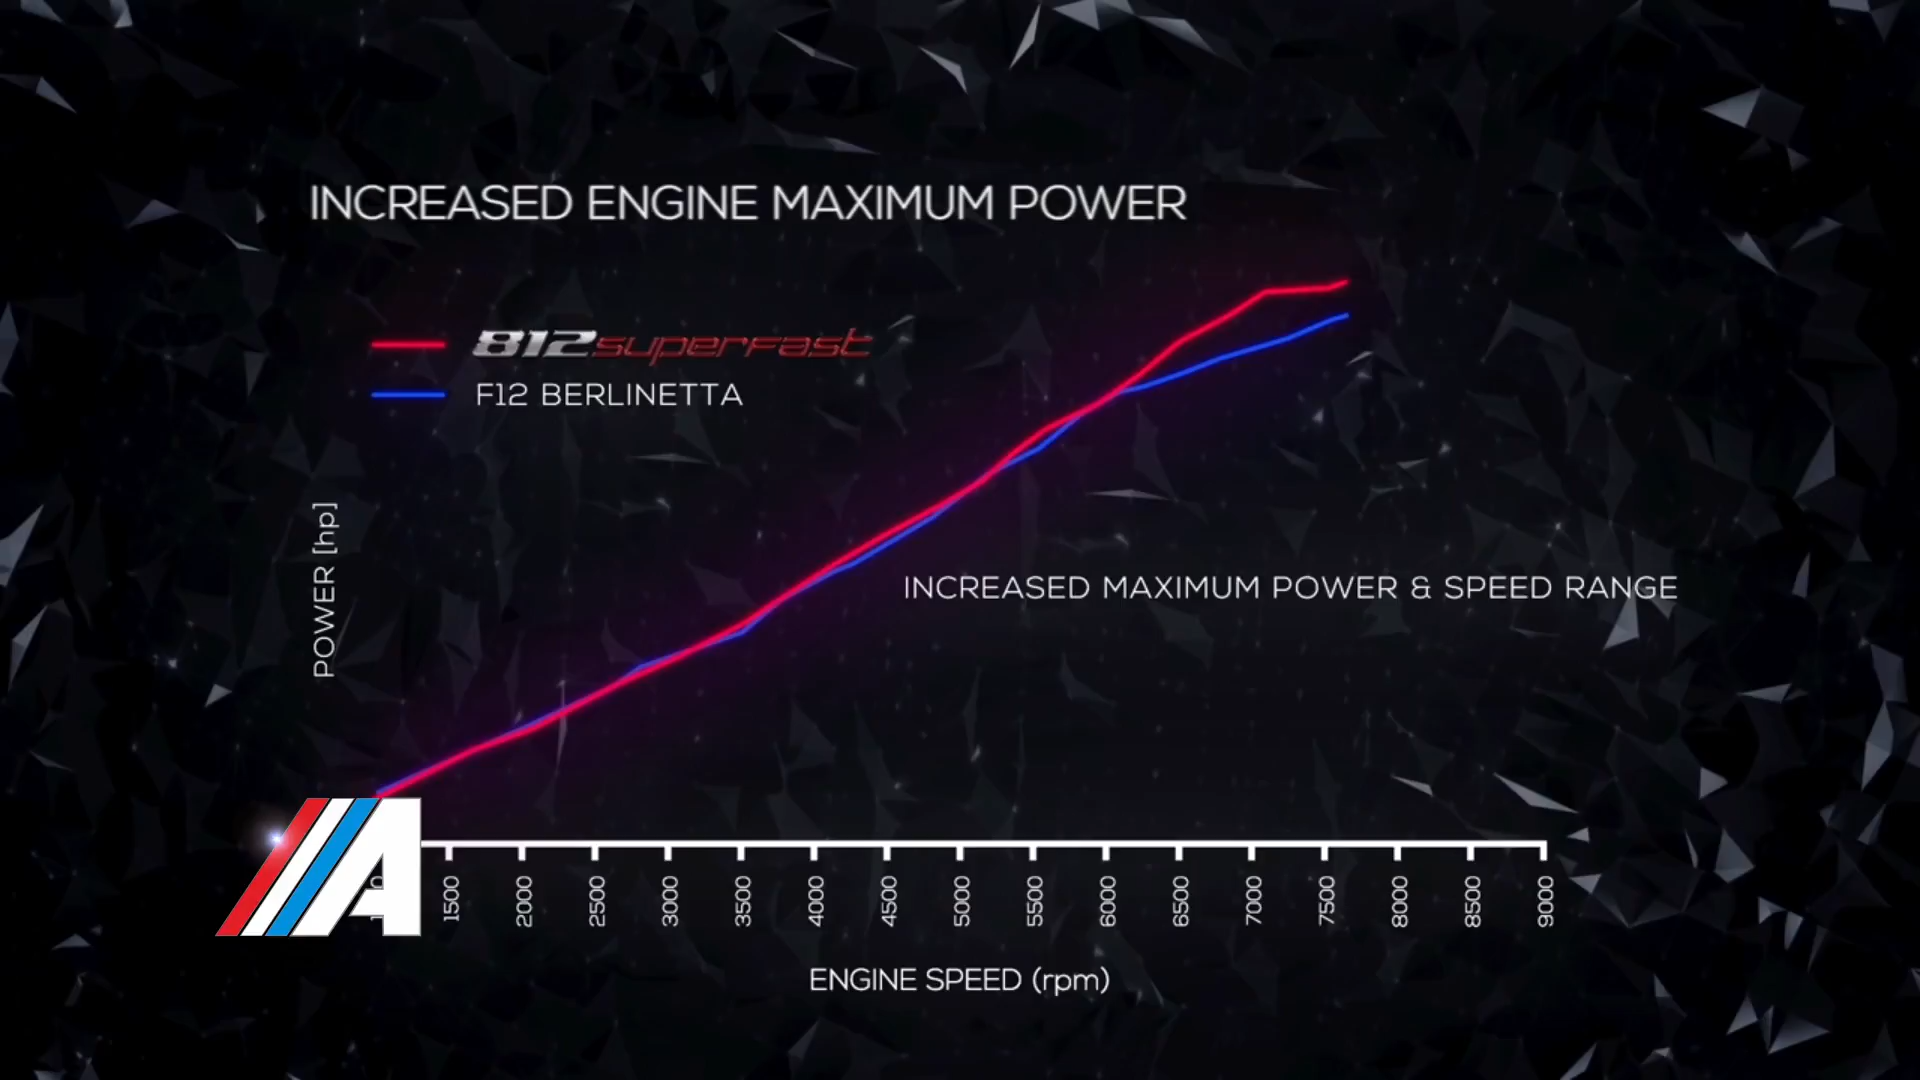 INCREASED ENGINE MAXIMUM POWER
812superfast
F12 BERLINETTA
POWER [hp]
INCREASED MAXIMUM POWER & SPEED RANGE
A
1500 2000 2500 3000 3500 4000 4500 5000 5500 6000 6500 7000 7500 8000 8500 9000
ENGINE SPEED (rpm)